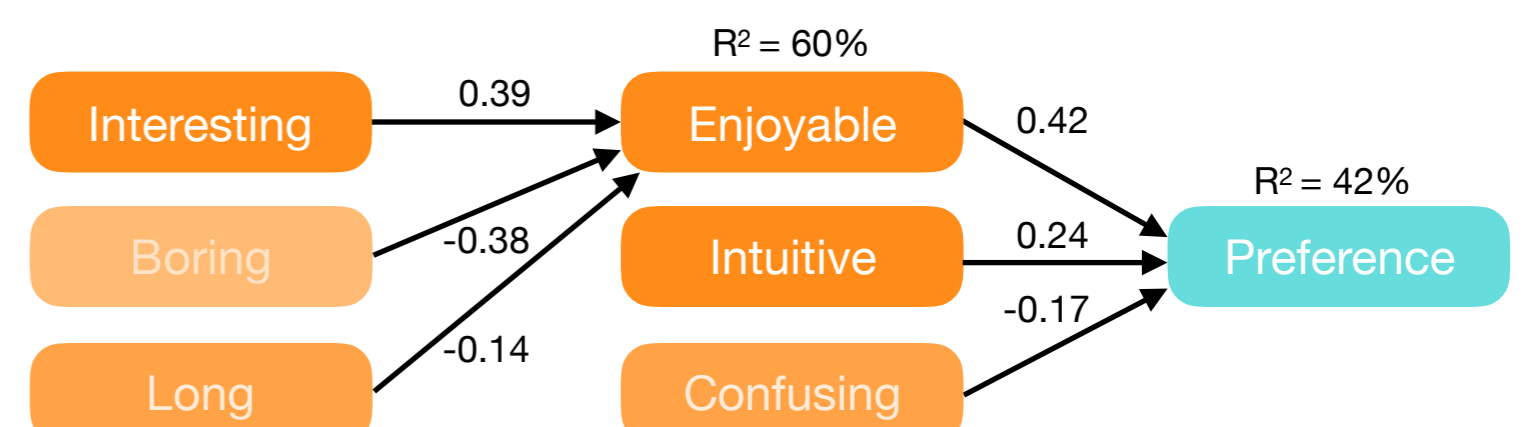 R² = 60%
Interesting
0.39
Enjoyable
0.42
R² = 42%
Boring
-0.38
Intuitive
0.24
Preference
-0.17
Long
-0.14
Confusing